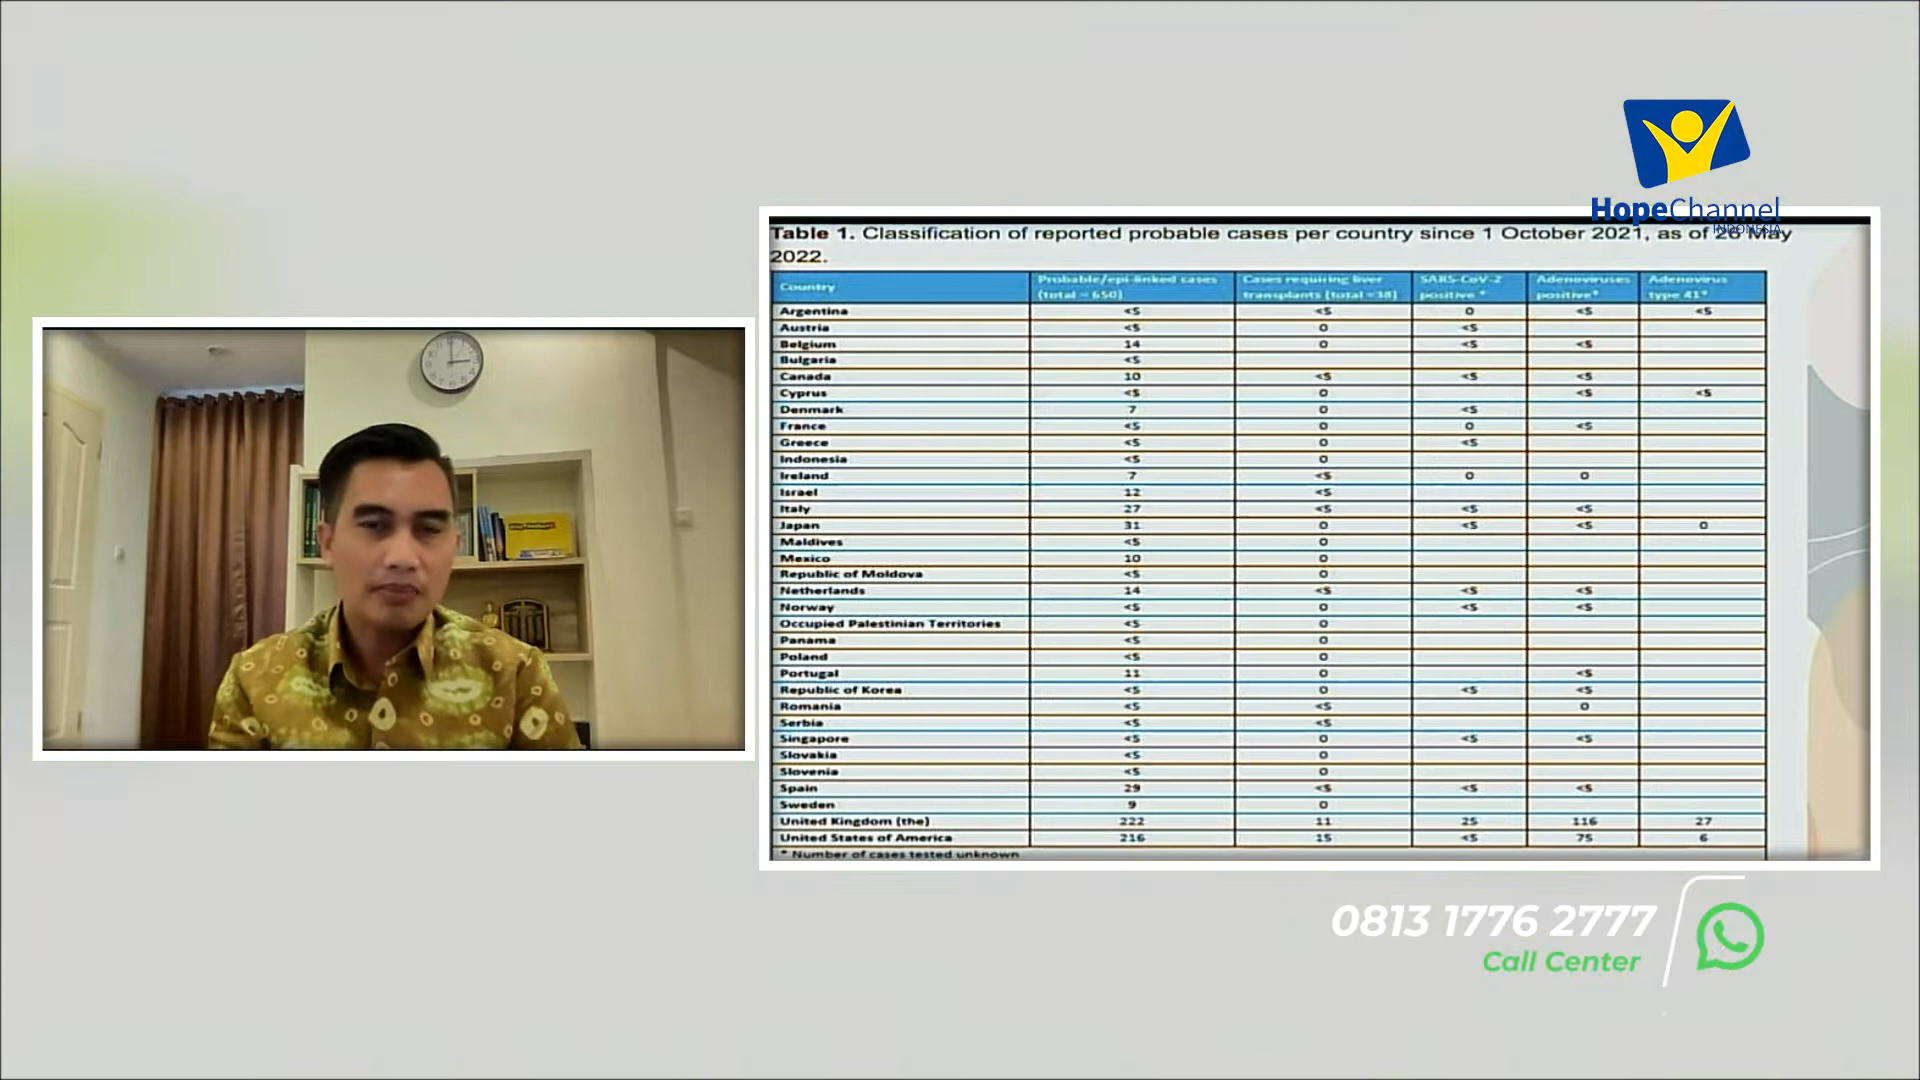 HopeChannel
INDONESIA
Table 1. Classification of reported probable cases per country since 1 October 2021, as of 26 May
2022.
Country Probable/epi-linked cases (total = 650) Cases requiring liver transplants (total =38) SARS-CoV-2 positive * Adenoviruses positive* Adenovirus type 41*
Argentina <5 <5 0 <5 <5
Austria <5 0 <5
Belgium 14 0 <5 <5
Bulgaria <5
Canada 10 <5 <5 <5
Cyprus <5 0 <5 <5
Denmark 7 0 <5
France <5 0 0 <5
Greece <5 0 <5
Indonesia <5 0
Ireland 7 <5 0 0
Israel 12 <5
Italy 27 <5 <5 <5
Japan 31 0 <5 <5 0
Maldives <5 0
Mexico 10 0
Republic of Moldova <5 0
Netherlands 14 <5 <5 <5
Norway <5 0 <5 <5
Occupied Palestinian Territories <5 0
Panama <5 0
Poland <5 0
Portugal 11 0 <5
Republic of Korea <5 0 <5 <5
Romania <5 <5 0
Serbia <5 <5
Singapore <5 0 <5 <5
Slovakia <5 0
Slovenia <5 0
Spain 29 <5 <5 <5
Sweden 9 0
United Kingdom (the) 222 11 25 116 27
United States of America 216 15 <5 75 6
* Number of cases tested unknown
0813 1776 2777
Call Center